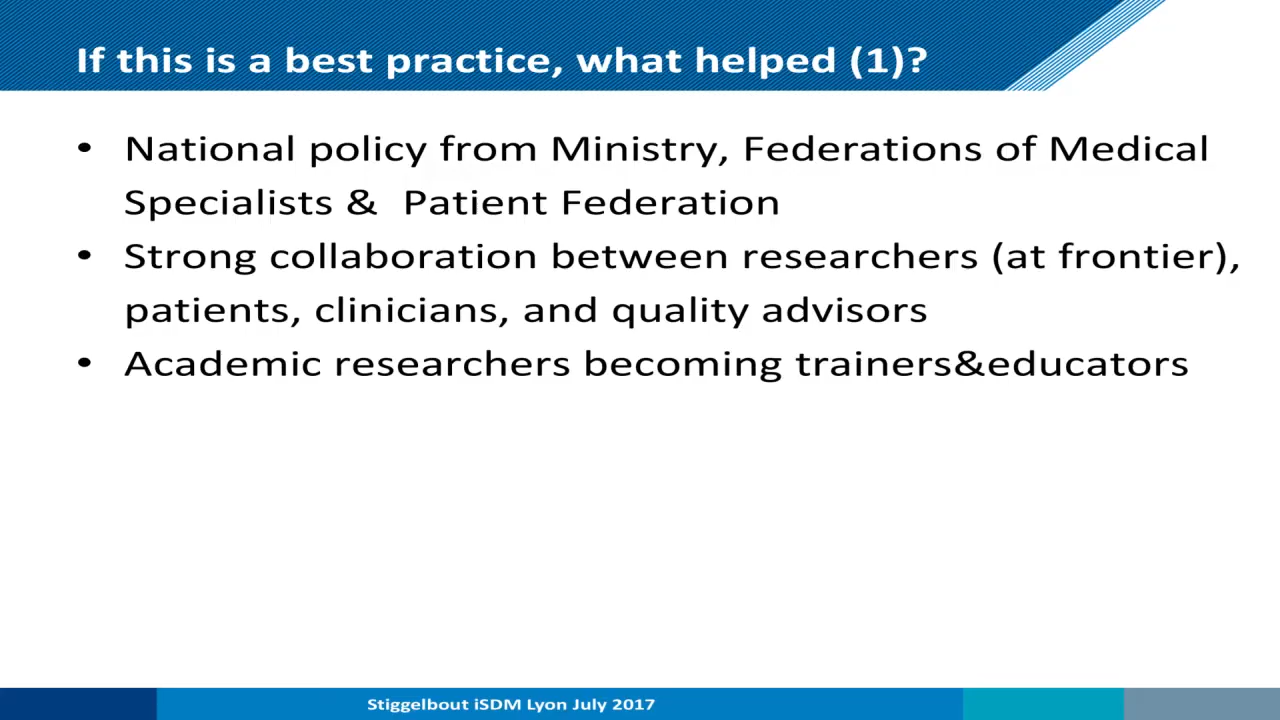 If this is a best practice, what helped (1)?
• National policy from Ministry, Federations of Medical
Specialists &  Patient Federation
• Strong collaboration between researchers (at frontier),
patients, clinicians, and quality advisors
• Academic researchers becoming trainers&educators
Stiggelbout iSDM Lyon July 2017